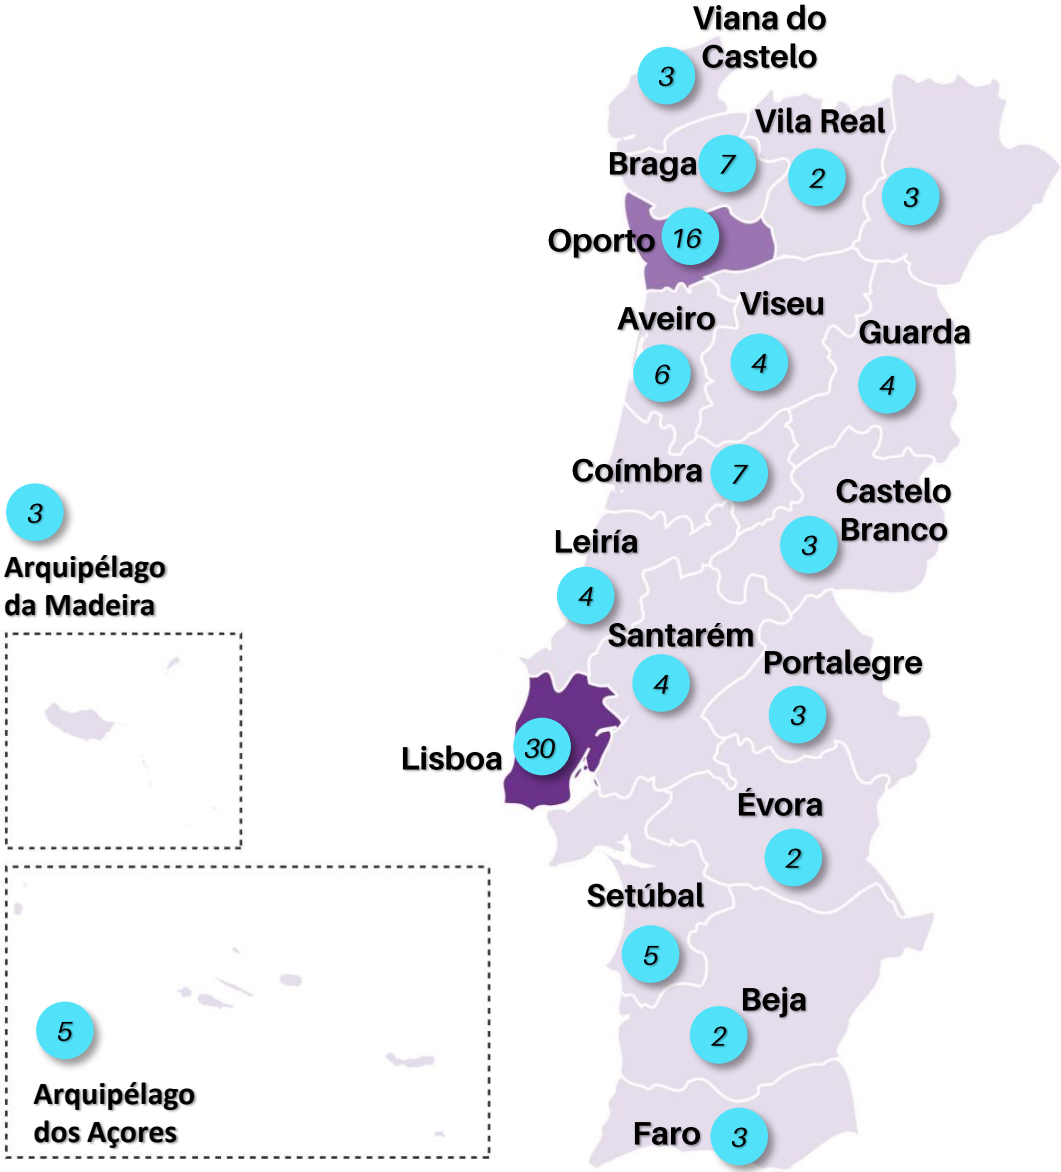 Viana do
Castelo
3
Vila Real
Braga
7
2
3
Oporto
16
Viseu
Aveiro
Guarda
4
6
4
Coímbra
7
Castelo
Branco
3
3
Arquipélago
da Madeira
Leiría
4
Santarém
4
Portalegre
3
Lisboa
30
Évora
2
Setúbal
5
Beja
2
5
Arquipélago
dos Açores
Faro
3